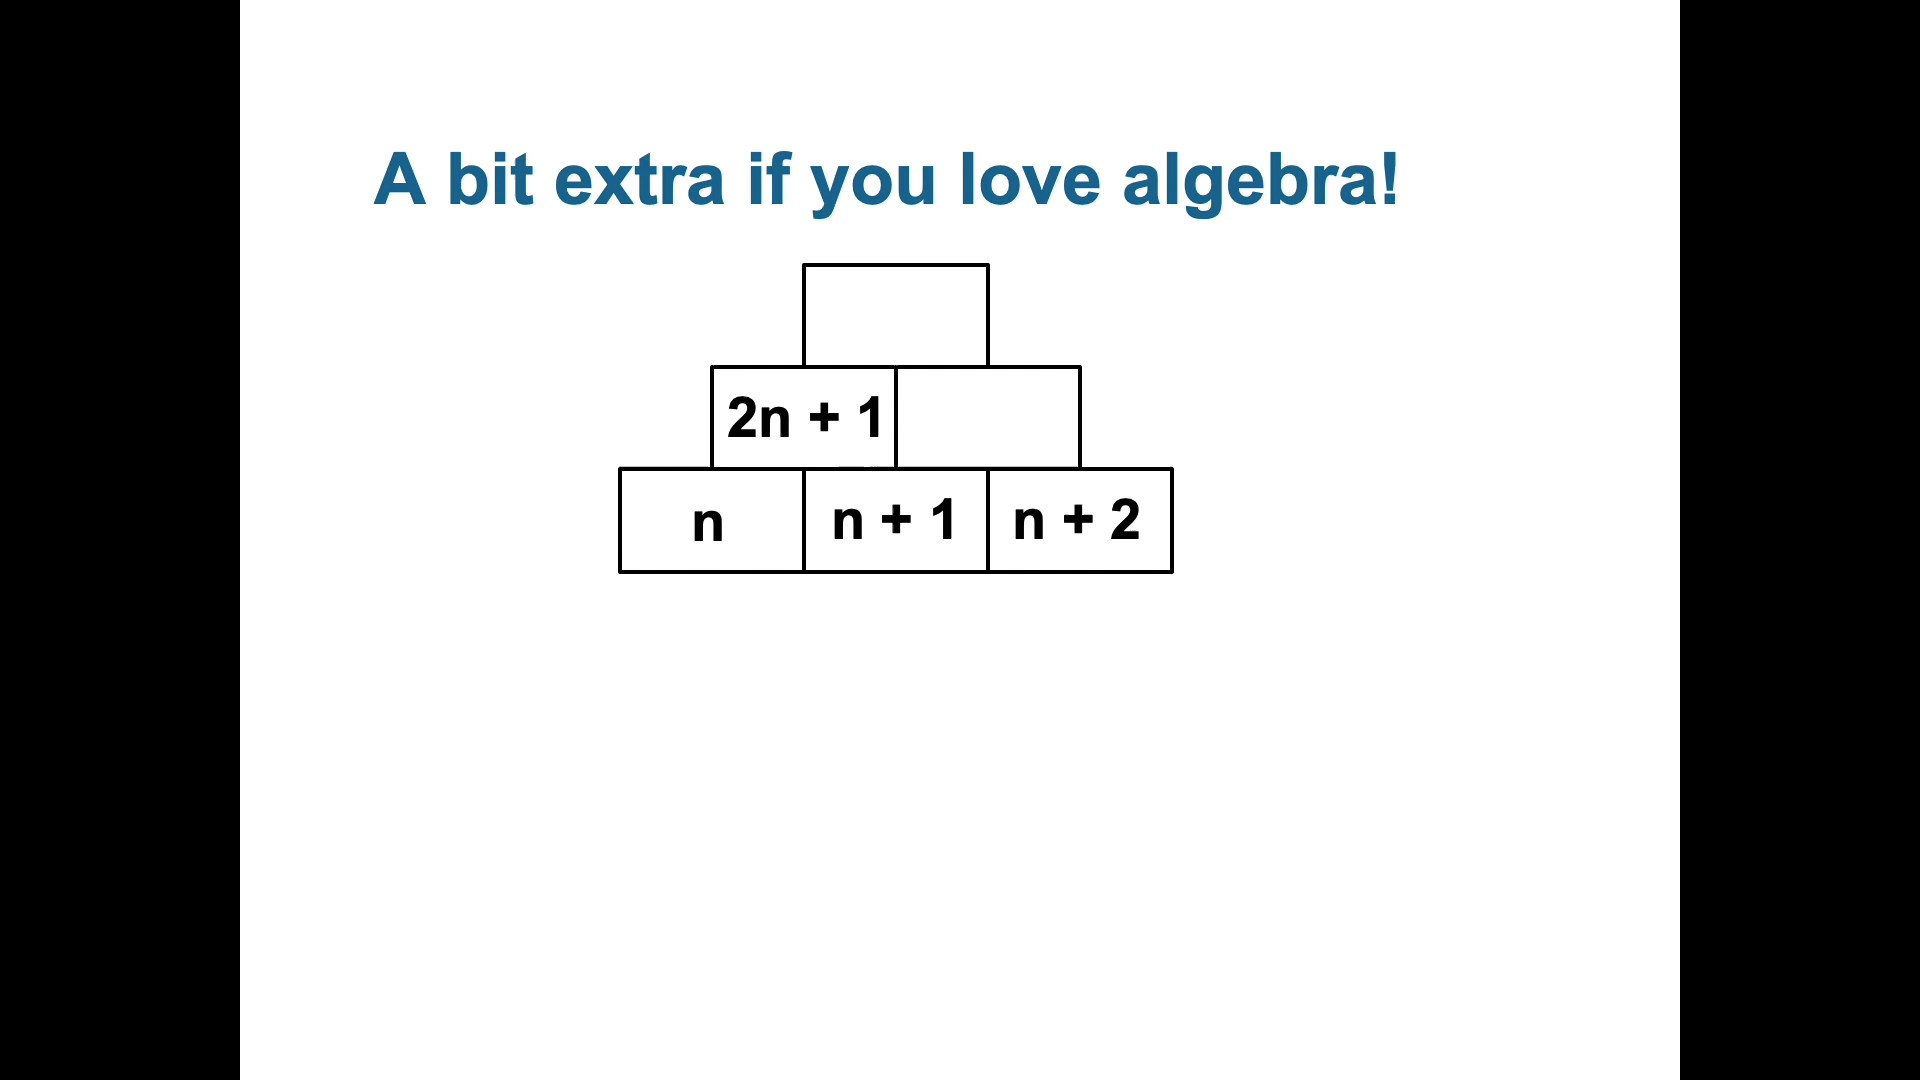 A bit extra if you love algebra!
2n + 1
n
n + 1
n + 2